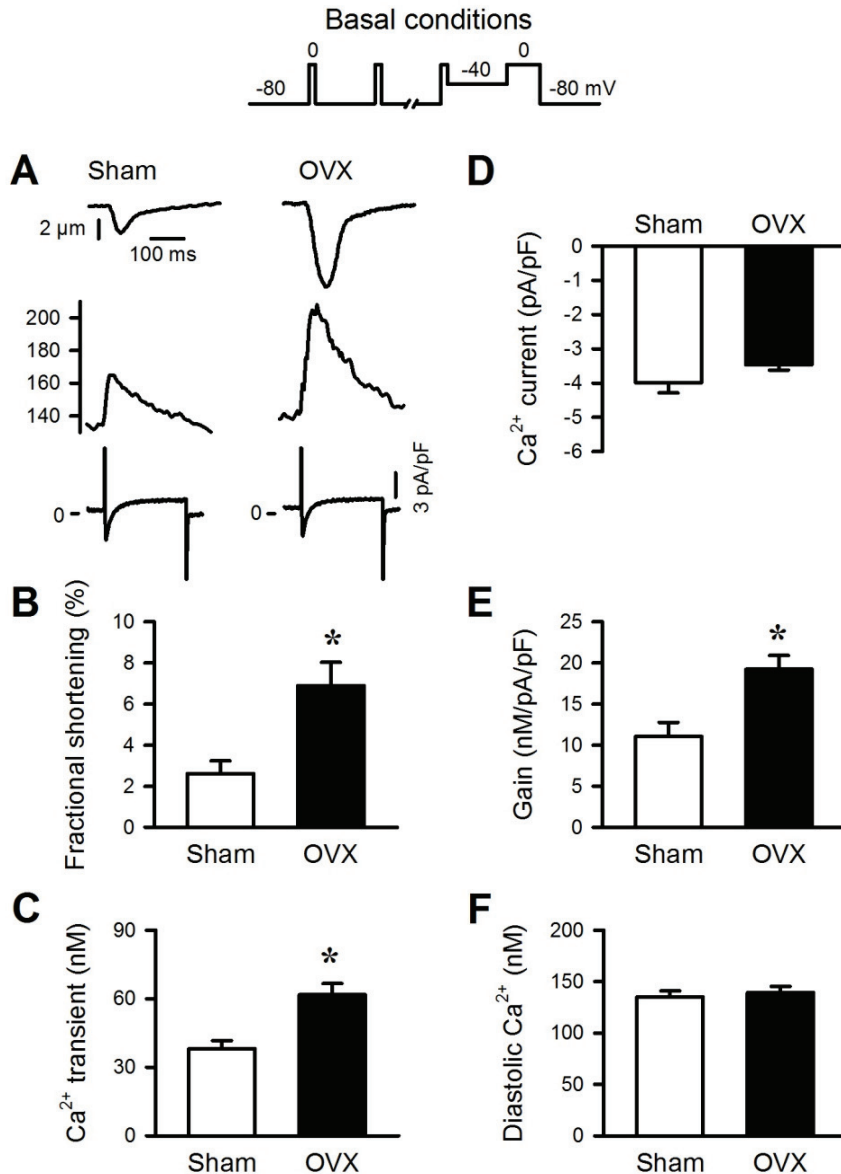 Basal conditions
0
0
-80
-40
-80 mV
A
Sham
OVX
2 μm
100 ms
200
180
160
140
0
0
3 pA/pF
D
Sham
OVX
0
-1
-2
-3
-4
-5
-6
Ca2+ current (pA/pF)
B
Fractional shortening (%)
10
8
6
4
2
0
*
Sham
OVX
E
Gain (nM/pA/pF)
25
20
15
10
5
0
*
Sham
OVX
C
Ca2+ transient (nM)
90
60
30
0
*
Sham
OVX
F
Diastolic Ca2+ (nM)
200
150
100
50
0
Sham
OVX